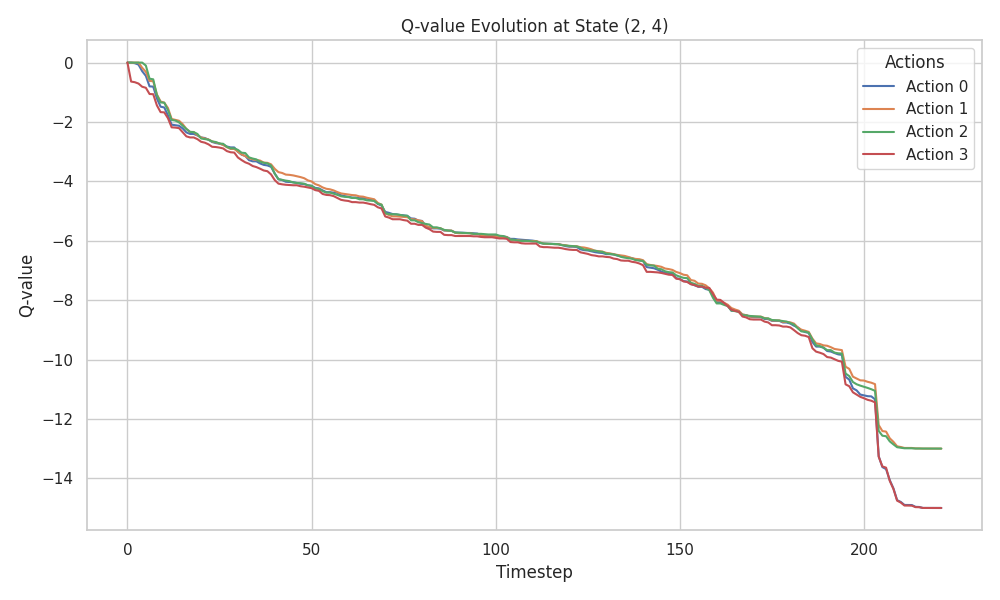 Q-value Evolution at State (2, 4)
Actions
Action 0
Action 1
Action 2
Action 3
Q-value
0
−2
−4
−6
−8
−10
−12
−14
0 50 100 150 200
Timestep